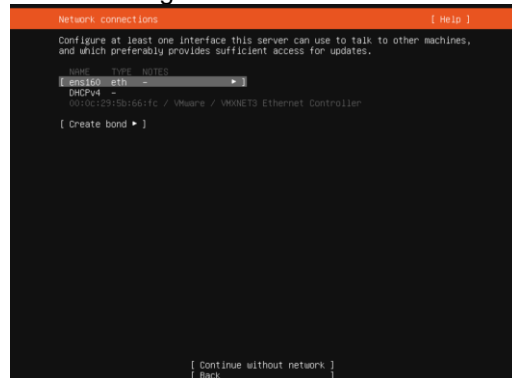 Network connections [ Help ]
Configure at least one interface this server can use to talk to other machines,
and which preferably provides sufficient access for updates.
NAME TYPE NOTES
[ ens160 eth - ▸ ]
DHCPv4 -
00:0c:29:5b:66:fc / VMware / VMXNET3 Ethernet Controller
[ Create bond ▸ ]
[ Continue without network ]
[ Back ]